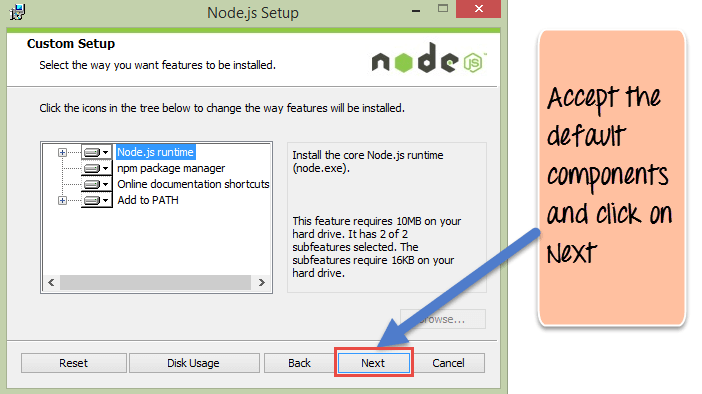 Node.js Setup
Custom Setup
Select the way you want features to be installed.
node
JS
Click the icons in the tree below to change the way features will be installed.
Node.js runtime
npm package manager
Online documentation shortcuts
Add to PATH
Install the core Node.js runtime
(node.exe).
This feature requires 10MB on your
hard drive. It has 2 of 2
subfeatures selected. The
subfeatures require 16KB on your
hard drive.
Browse...
Reset
Disk Usage
Back
Next
Cancel
Accept the
default
components
and click on
Next